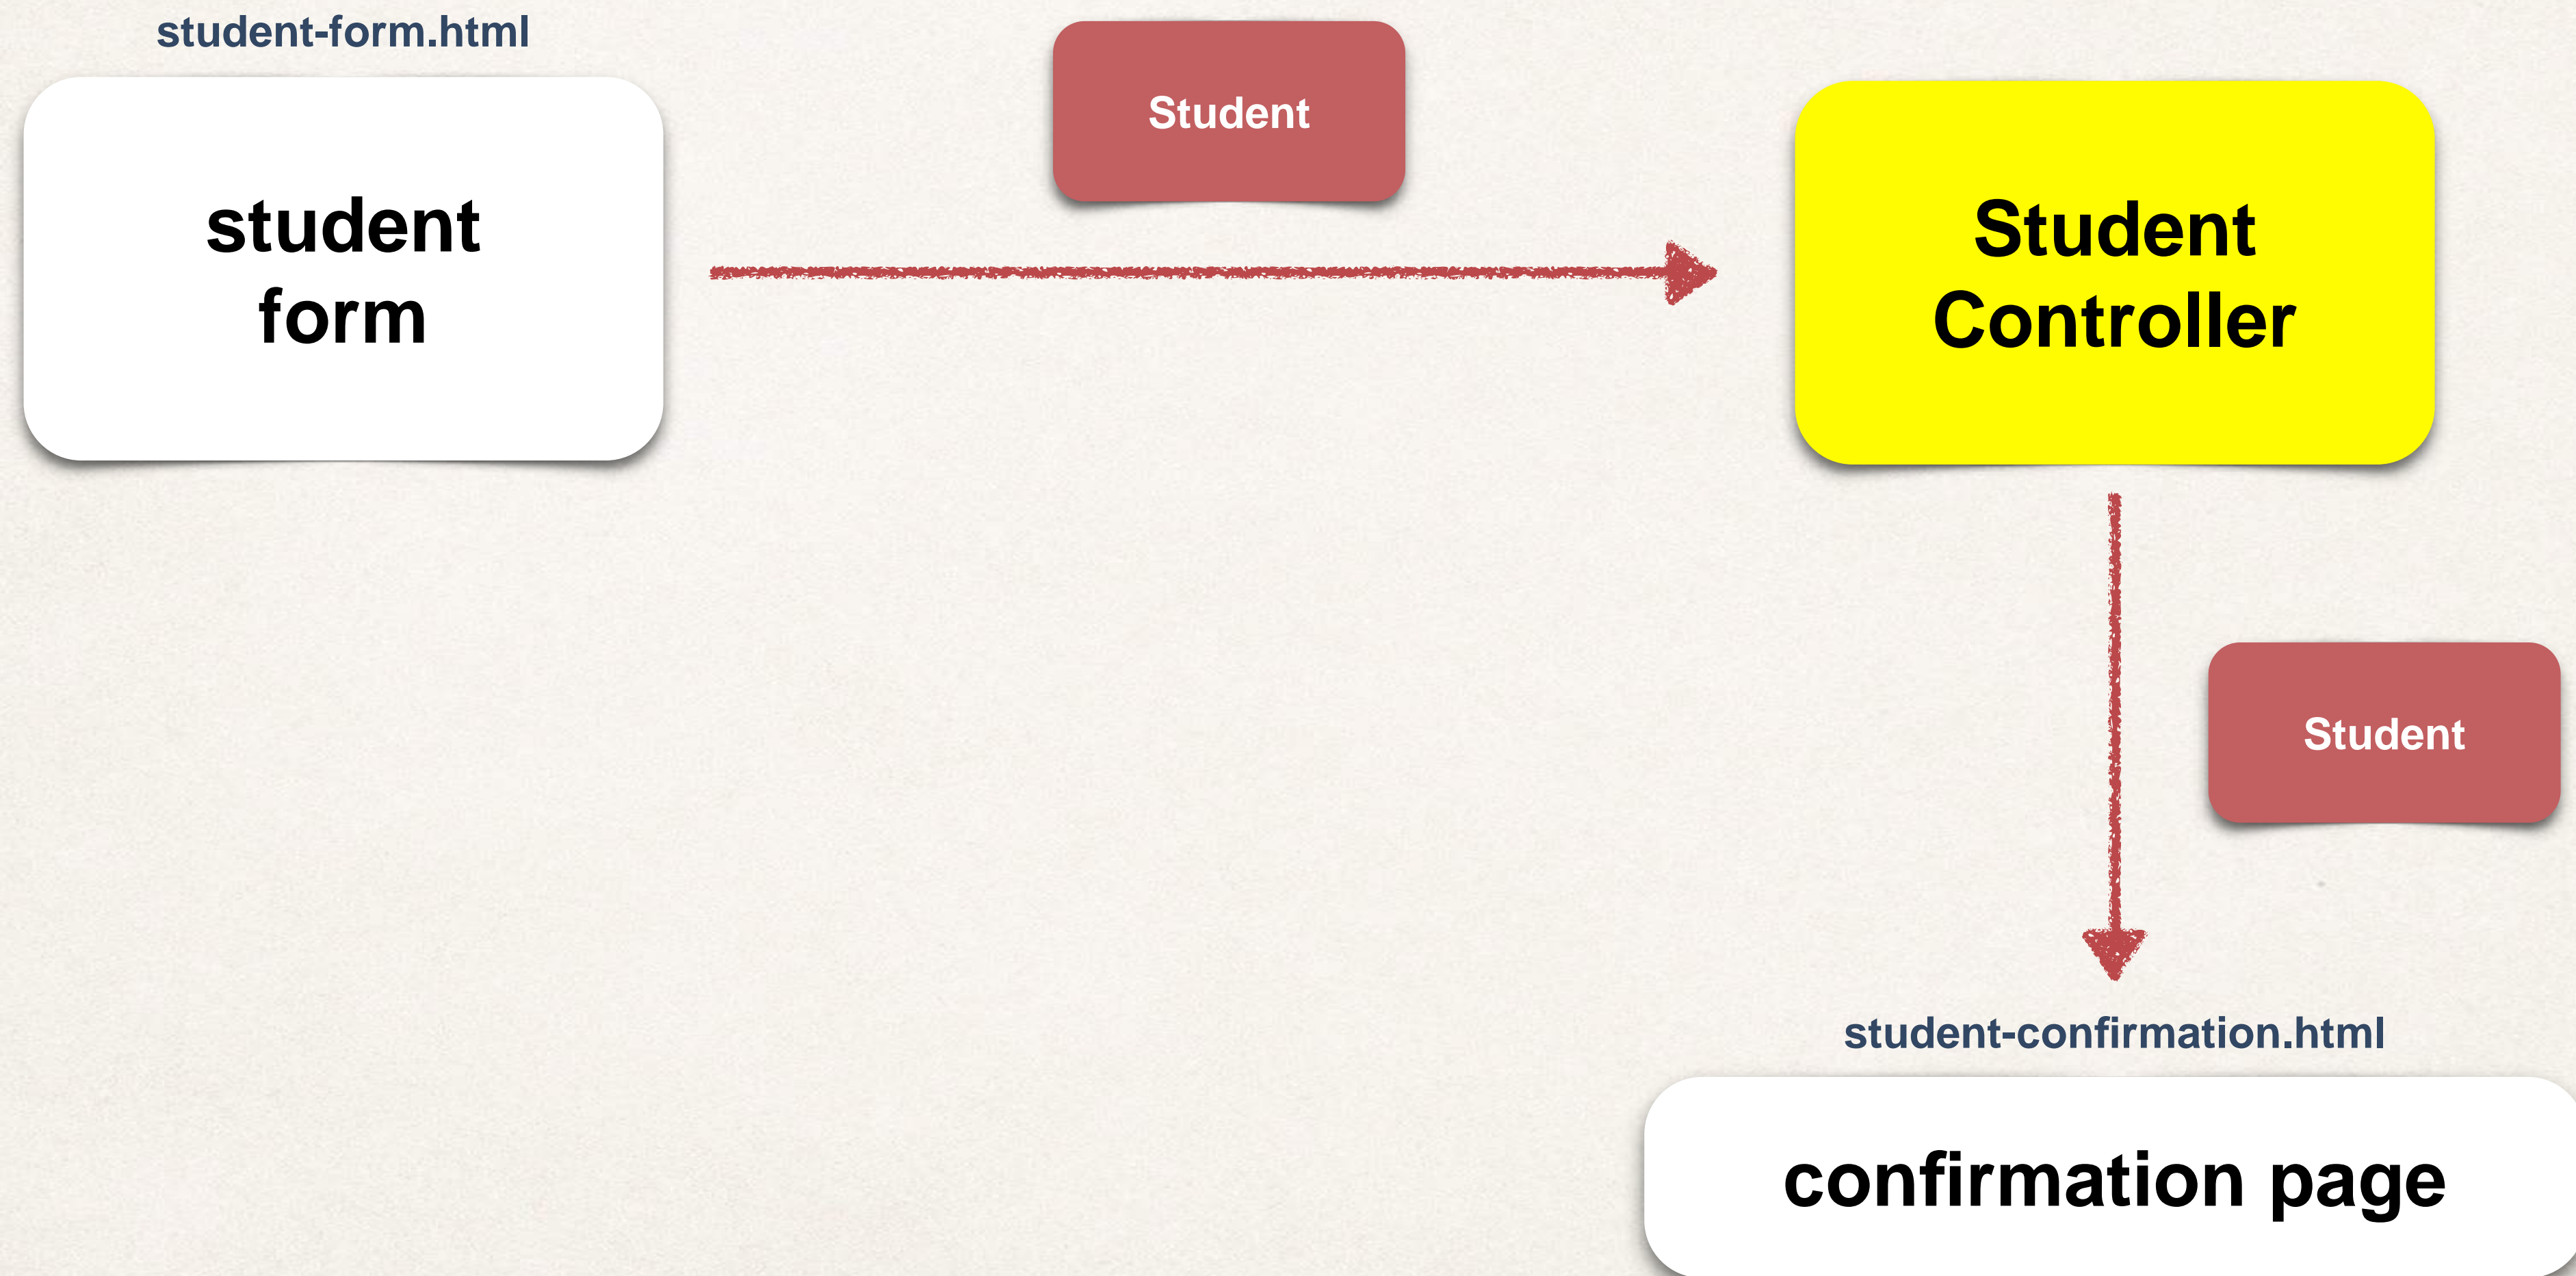 student-form.html
student
form
Student
Student
Controller
Student
student-confirmation.html
confirmation page